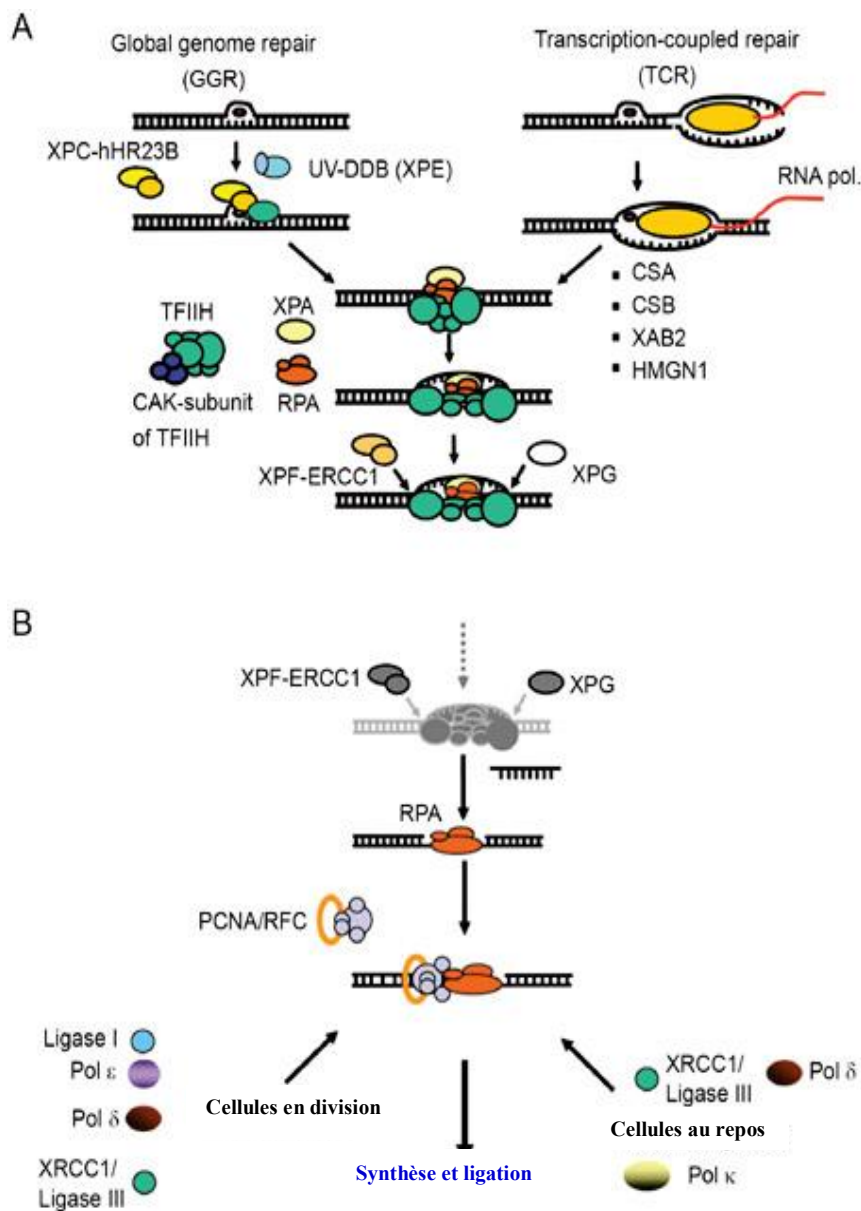 A
Global genome repair
(GGR)
Transcription-coupled repair
(TCR)
XPC-hHR23B
UV-DDB (XPE)
RNA pol.
▪ CSA
▪ CSB
▪ XAB2
▪ HMGN1
TFIIH
XPA
CAK-subunit
of TFIIH
RPA
XPF-ERCC1
XPG
B
XPF-ERCC1
XPG
RPA
PCNA/RFC
Ligase I
Pol ε
Pol δ
XRCC1/
Ligase III
Cellules en division
Synthèse et ligation
XRCC1/
Ligase III
Pol δ
Cellules au repos
Pol κ